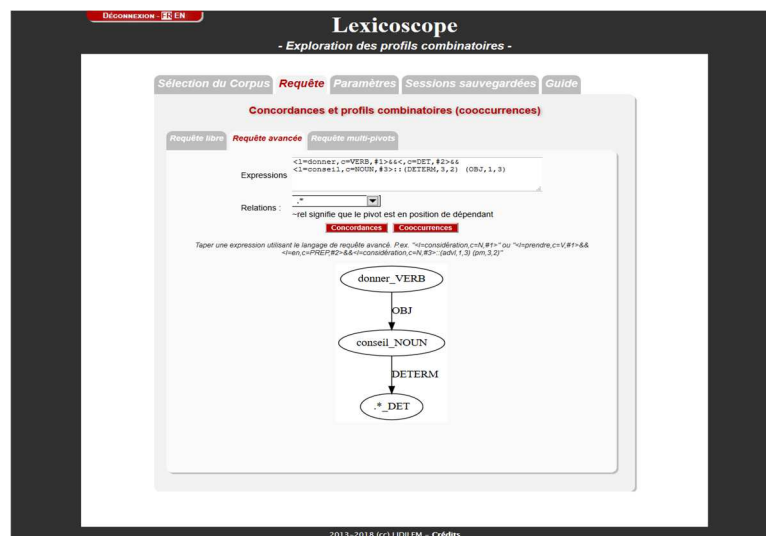 DÉCONNEXION - FR EN
Lexicoscope
- Exploration des profils combinatoires -
Sélection du Corpus Requête Paramètres Sessions sauvegardées Guide
Concordances et profils combinatoires (cooccurrences)
Requête libre Requête avancée Requête multi-pivots
<l=donner,c=VERB,#1>&&<,c=DET,#2>&&
Expressions <l=conseil,c=NOUN,#3>::(DETERM,3,2) (OBJ,1,3)
Relations : .*
~rel signifie que le pivot est en position de dépendant
Concordances Cooccurrences
Taper une expression utilisant le langage de requête avancé. P.ex. "<l=considération,c=N,#1>" ou "<l=prendre,c=V,#1>&&
<l=en,c=PREP,#2>&&<l=considération,c=N,#3>::(advl,1,3) (pm,3,2)"
donner_VERB
OBJ
conseil_NOUN
DETERM
.*_DET
2013-2018 (cc) LIDILEM - Crédits